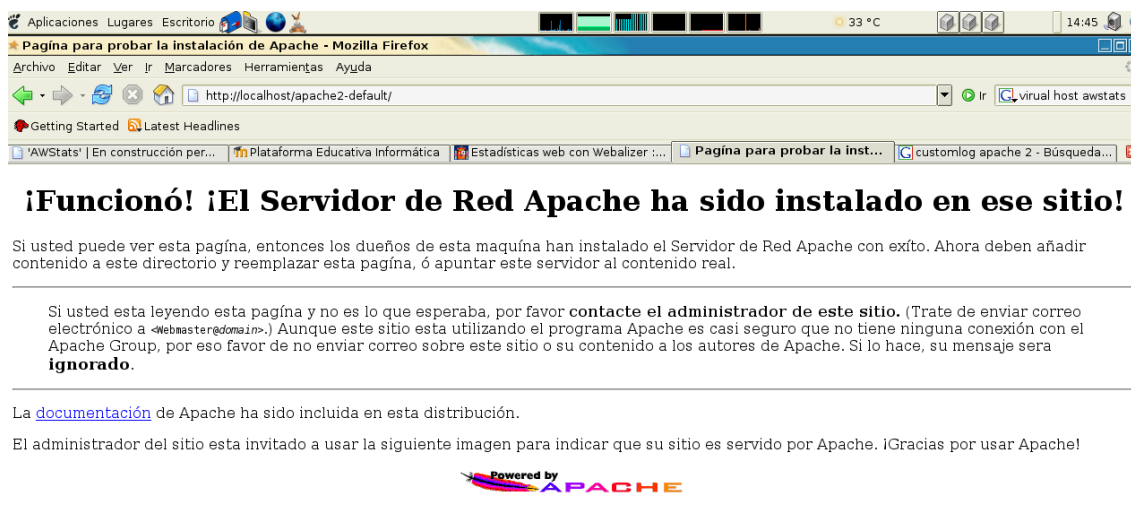 Aplicaciones Lugares Escritorio 33 °C 14:45
Pagína para probar la instalación de Apache - Mozilla Firefox
Archivo Editar Ver Ir Marcadores Herramientas Ayuda
http://localhost/apache2-default/ Ir virual host awstats
Getting Started Latest Headlines
'AWStats' | En construcción per... Plataforma Educativa Informática Estadísticas web con Webalizer :... Pagína para probar la inst... customlog apache 2 - Búsqueda...
¡Funcionó! ¡El Servidor de Red Apache ha sido instalado en ese sitio!
Si usted puede ver esta pagína, entonces los dueños de esta maquína han instalado el Servidor de Red Apache con exíto. Ahora deben añadir
contenido a este directorio y reemplazar esta pagína, ó apuntar este servidor al contenido real.
Si usted esta leyendo esta pagína y no es lo que esperaba, por favor contacte el administrador de este sitio. (Trate de enviar correo
electrónico a <Webmaster@domain>.) Aunque este sitio esta utilizando el programa Apache es casi seguro que no tiene ninguna conexión con el
Apache Group, por eso favor de no enviar correo sobre este sitio o su contenido a los autores de Apache. Si lo hace, su mensaje sera
ignorado.
La documentación de Apache ha sido incluida en esta distribución.
El administrador del sitio esta invitado a usar la siguiente imagen para indicar que su sitio es servido por Apache. ¡Gracias por usar Apache!
Powered by
APACHE